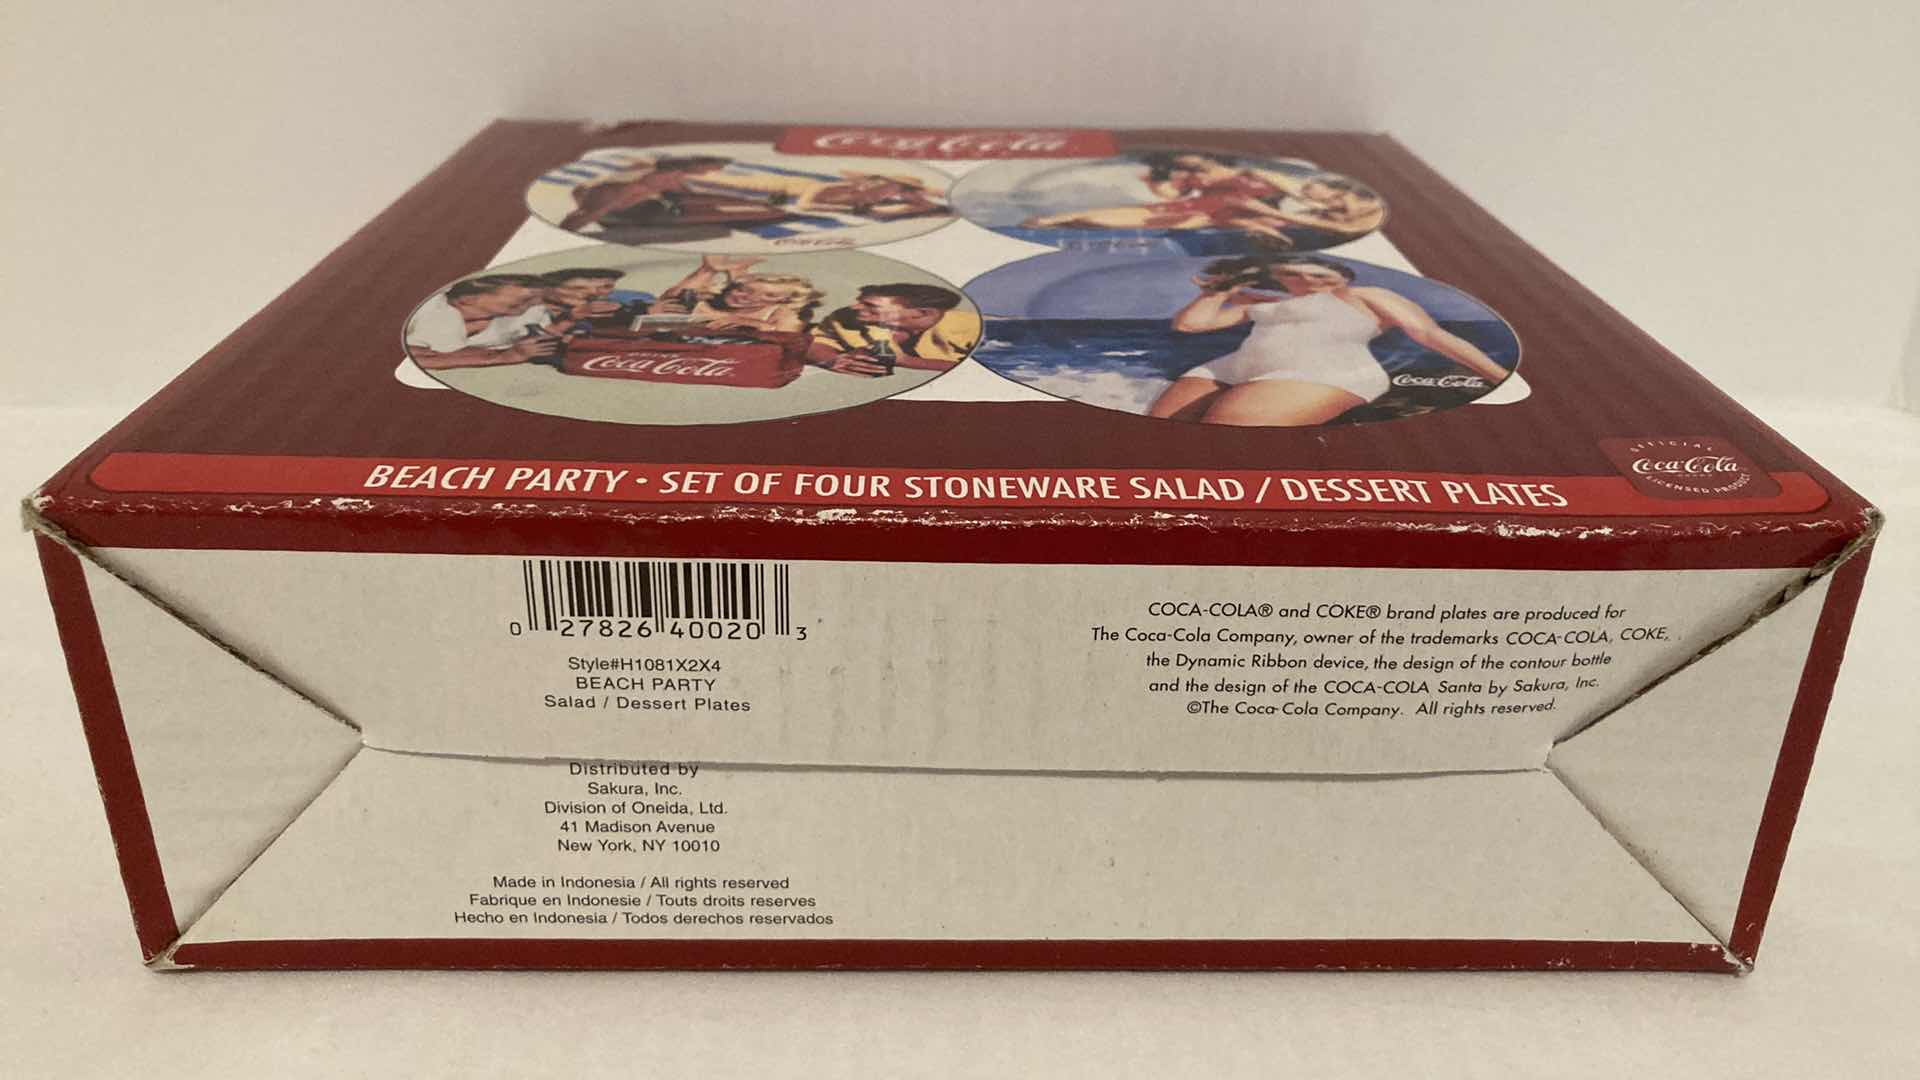 Coca-Cola
Coca-Cola
Coca-Cola
Coca-Cola
BEACH PARTY • SET OF FOUR STONEWARE SALAD / DESSERT PLATES
OFFICIAL
Coca-Cola
LICENSED PRODUCT
0 27826 40020 3
Style#H1081X2X4
BEACH PARTY
Salad / Dessert Plates
COCA-COLA® and COKE® brand plates are produced for
The Coca-Cola Company, owner of the trademarks COCA-COLA, COKE,
the Dynamic Ribbon device, the design of the contour bottle
and the design of the COCA-COLA Santa by Sakura, Inc.
©The Coca-Cola Company. All rights reserved.
Distributed by
Sakura, Inc.
Division of Oneida, Ltd.
41 Madison Avenue
New York, NY 10010
Made in Indonesia / All rights reserved
Fabrique en Indonesie / Touts droits reserves
Hecho en Indonesia / Todos derechos reservados